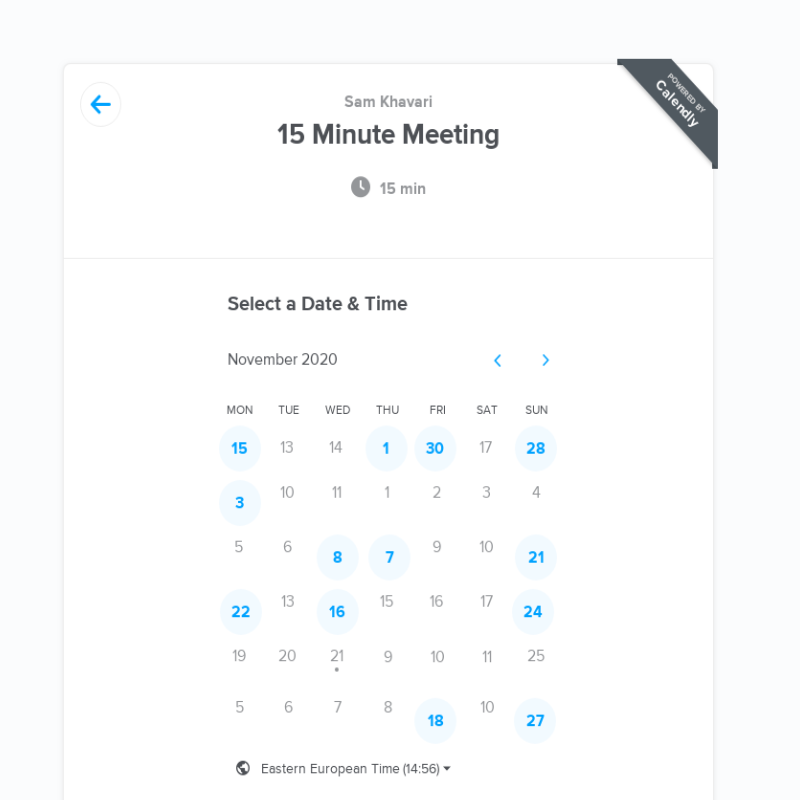 POWERED BY
Calendly
Sam Khavari
15 Minute Meeting
15 min
Select a Date & Time
November 2020
MON TUE WED THU FRI SAT SUN
15 13 14 1 30 17 28
3 10 11 1 2 3 4
5 6 8 7 9 10 21
22 13 16 15 16 17 24
19 20 21 9 10 11 25
5 6 7 8 18 10 27
Eastern European Time (14:56)